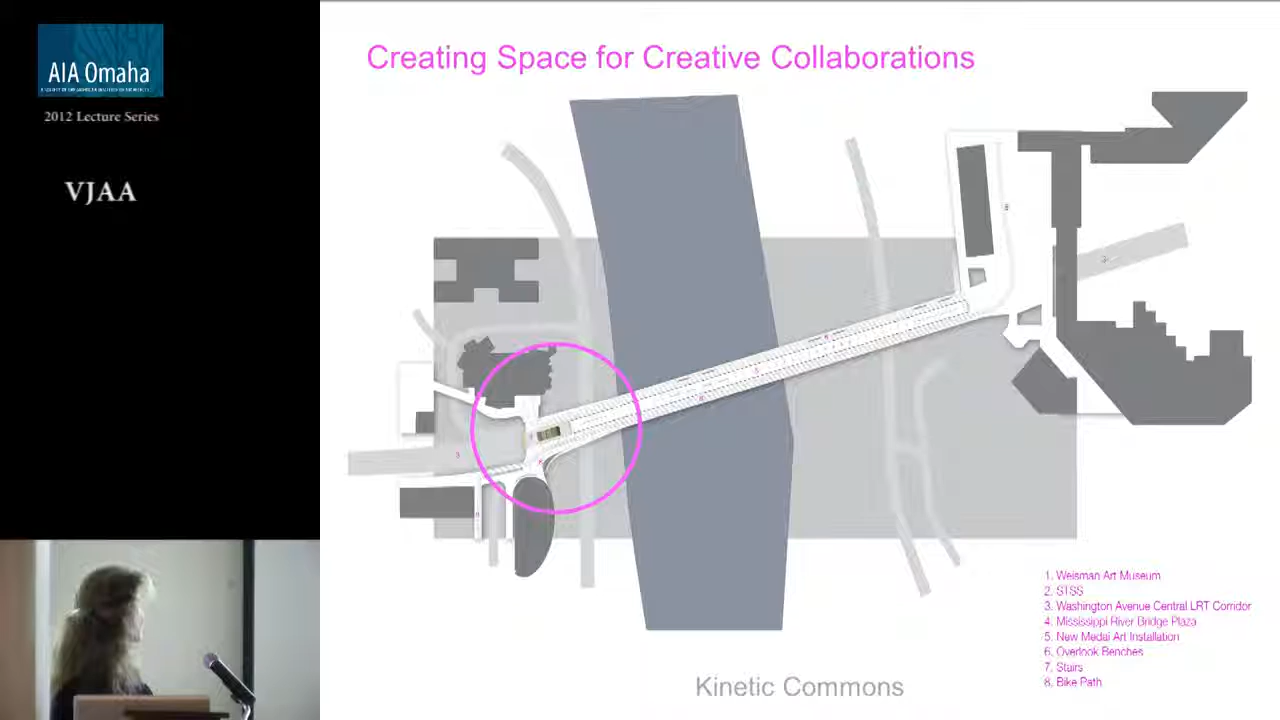 AIA Omaha
2012 Lecture Series
VJAA
Creating Space for Creative Collaborations
1. Weisman Art Museum
2. STSS
3. Washington Avenue Central LRT Corridor
4. Mississippi River Bridge Plaza
5. New Medai Art Installation
6. Overlook Benches
7. Stairs
8. Bike Path
Kinetic Commons